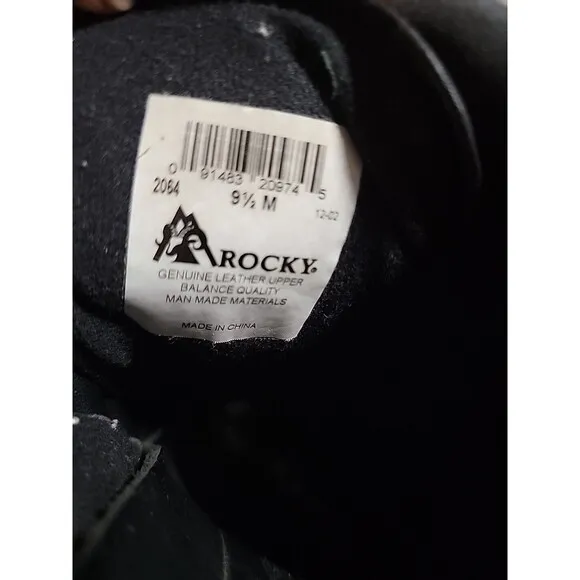 0 91483 20974 5
2064 9½ M 12-02
ROCKY®
GENUINE LEATHER UPPER
BALANCE QUALITY
MAN MADE MATERIALS
MADE IN CHINA